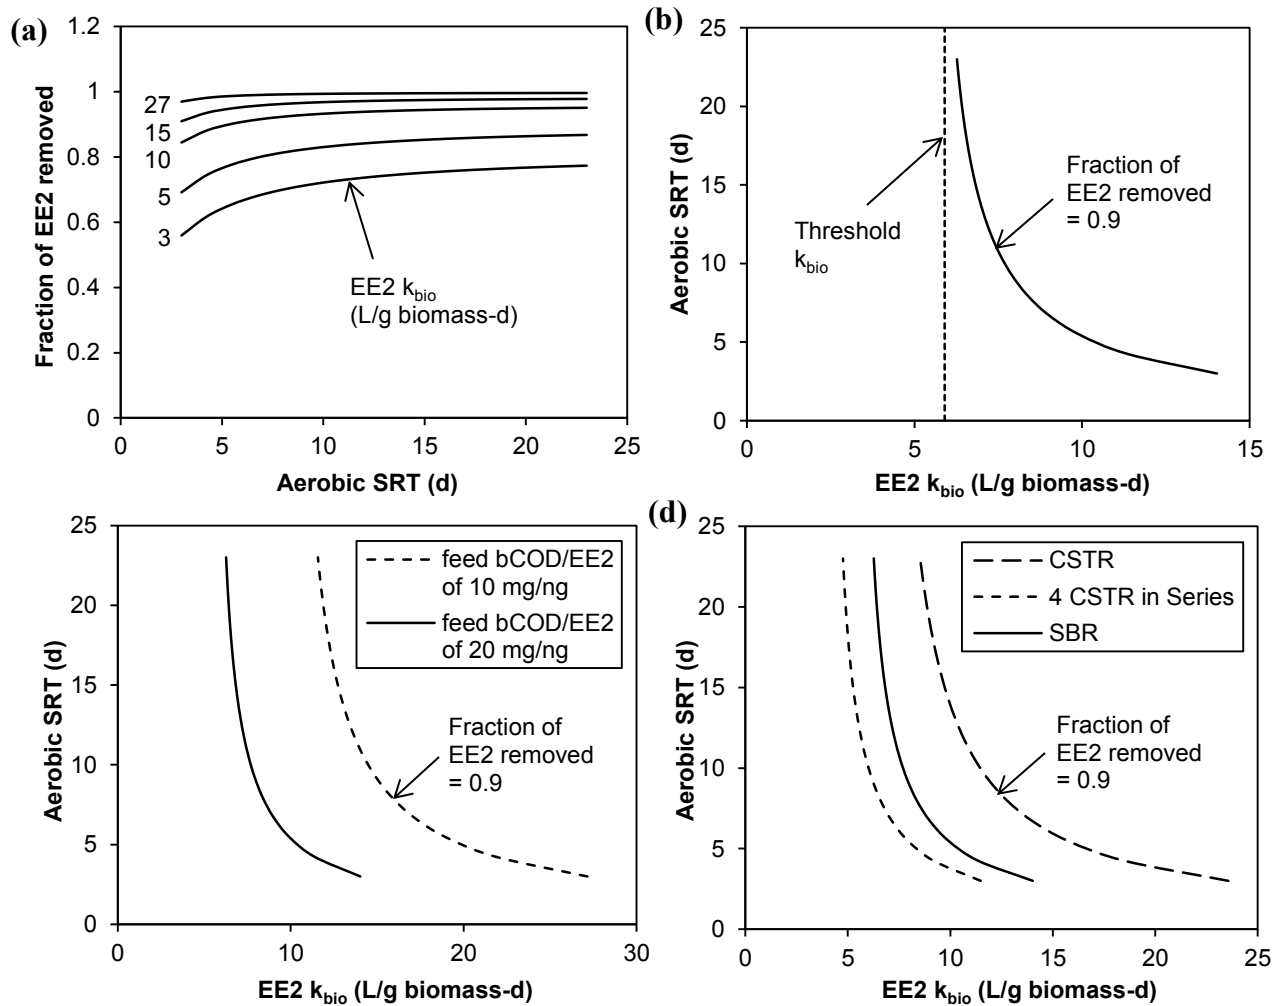 (a)
1.2
1
0.8
0.6
0.4
0.2
0
Fraction of EE2 removed
27
15
10
5
3
EE2 kbio
(L/g biomass-d)
0 5 10 15 20 25
Aerobic SRT (d)
(b)
25
20
15
10
5
0
Aerobic SRT (d)
Threshold
kbio
Fraction of
EE2 removed
= 0.9
0 5 10 15
EE2 kbio (L/g biomass-d)
25
20
15
10
5
0
Aerobic SRT (d)
feed bCOD/EE2
of 10 mg/ng
feed bCOD/EE2
of 20 mg/ng
Fraction of
EE2 removed
= 0.9
0 10 20 30
EE2 kbio (L/g biomass-d)
(d)
25
20
15
10
5
0
Aerobic SRT (d)
CSTR
4 CSTR in Series
SBR
Fraction of
EE2 removed
= 0.9
0 5 10 15 20 25
EE2 kbio (L/g biomass-d)